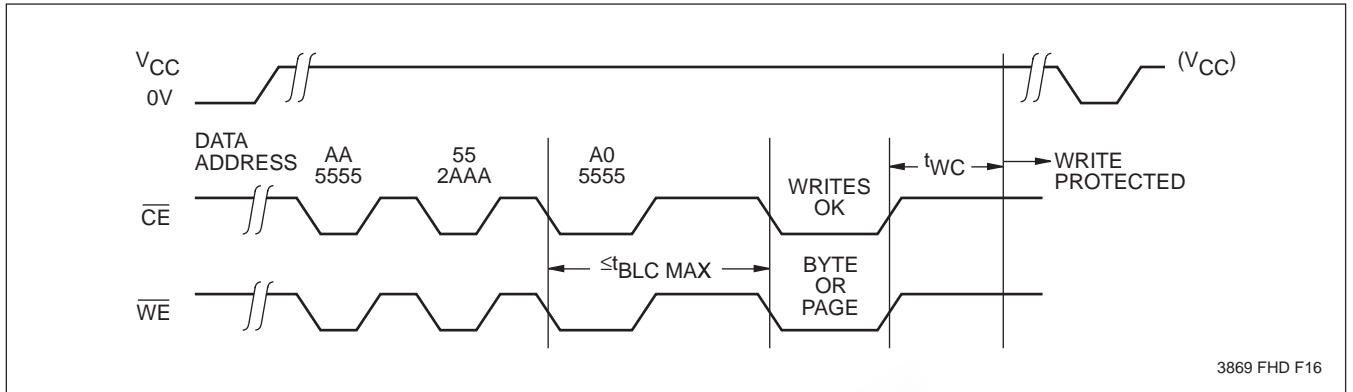 VCC
0V
(VCC)
DATA
ADDRESS
AA
5555
55
2AAA
A0
5555
WRITES
OK
tWC
WRITE
PROTECTED
CE
≤tBLC MAX
BYTE
OR
PAGE
WE
3869 FHD F16